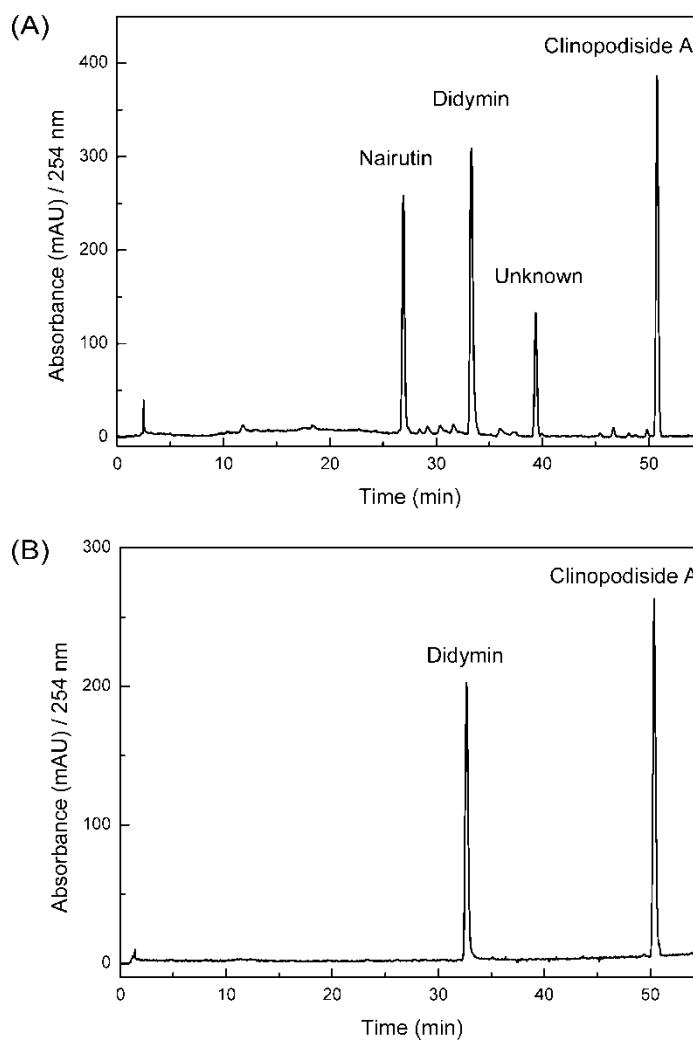 (A)
Clinopodiside A
Didymin
Nairutin
Unknown
Absorbance (mAU) / 254 nm
400
300
200
100
0
0 10 20 30 40 50
Time (min)
(B)
Clinopodiside A
Didymin
Absorbance (mAU) / 254 nm
300
200
100
0
0 10 20 30 40 50
Time (min)